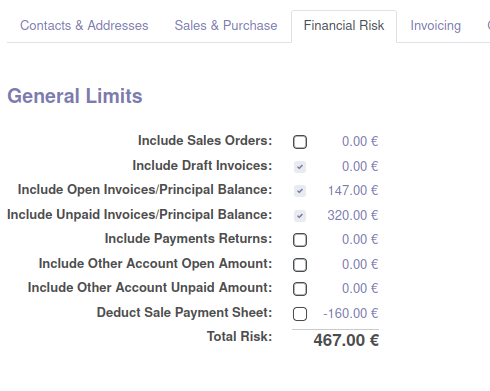 Contacts & Addresses Sales & Purchase Financial Risk Invoicing
General Limits
Include Sales Orders: 0.00 €
Include Draft Invoices: 0.00 €
Include Open Invoices/Principal Balance: 147.00 €
Include Unpaid Invoices/Principal Balance: 320.00 €
Include Payments Returns: 0.00 €
Include Other Account Open Amount: 0.00 €
Include Other Account Unpaid Amount: 0.00 €
Deduct Sale Payment Sheet: -160.00 €
Total Risk: 467.00 €